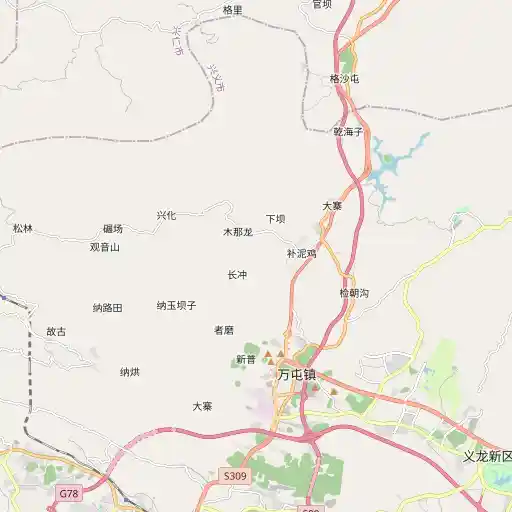 格里
官坝
兴仁市
兴义市
格沙屯
乾海子
大寨
兴化
下坝
松林
碾场
木那龙
观音山
补泥鸡
长冲
检朝沟
纳路田
纳玉坝子
故古
者磨
新普
纳烘
万屯镇
大寨
义龙新区
S309
G78